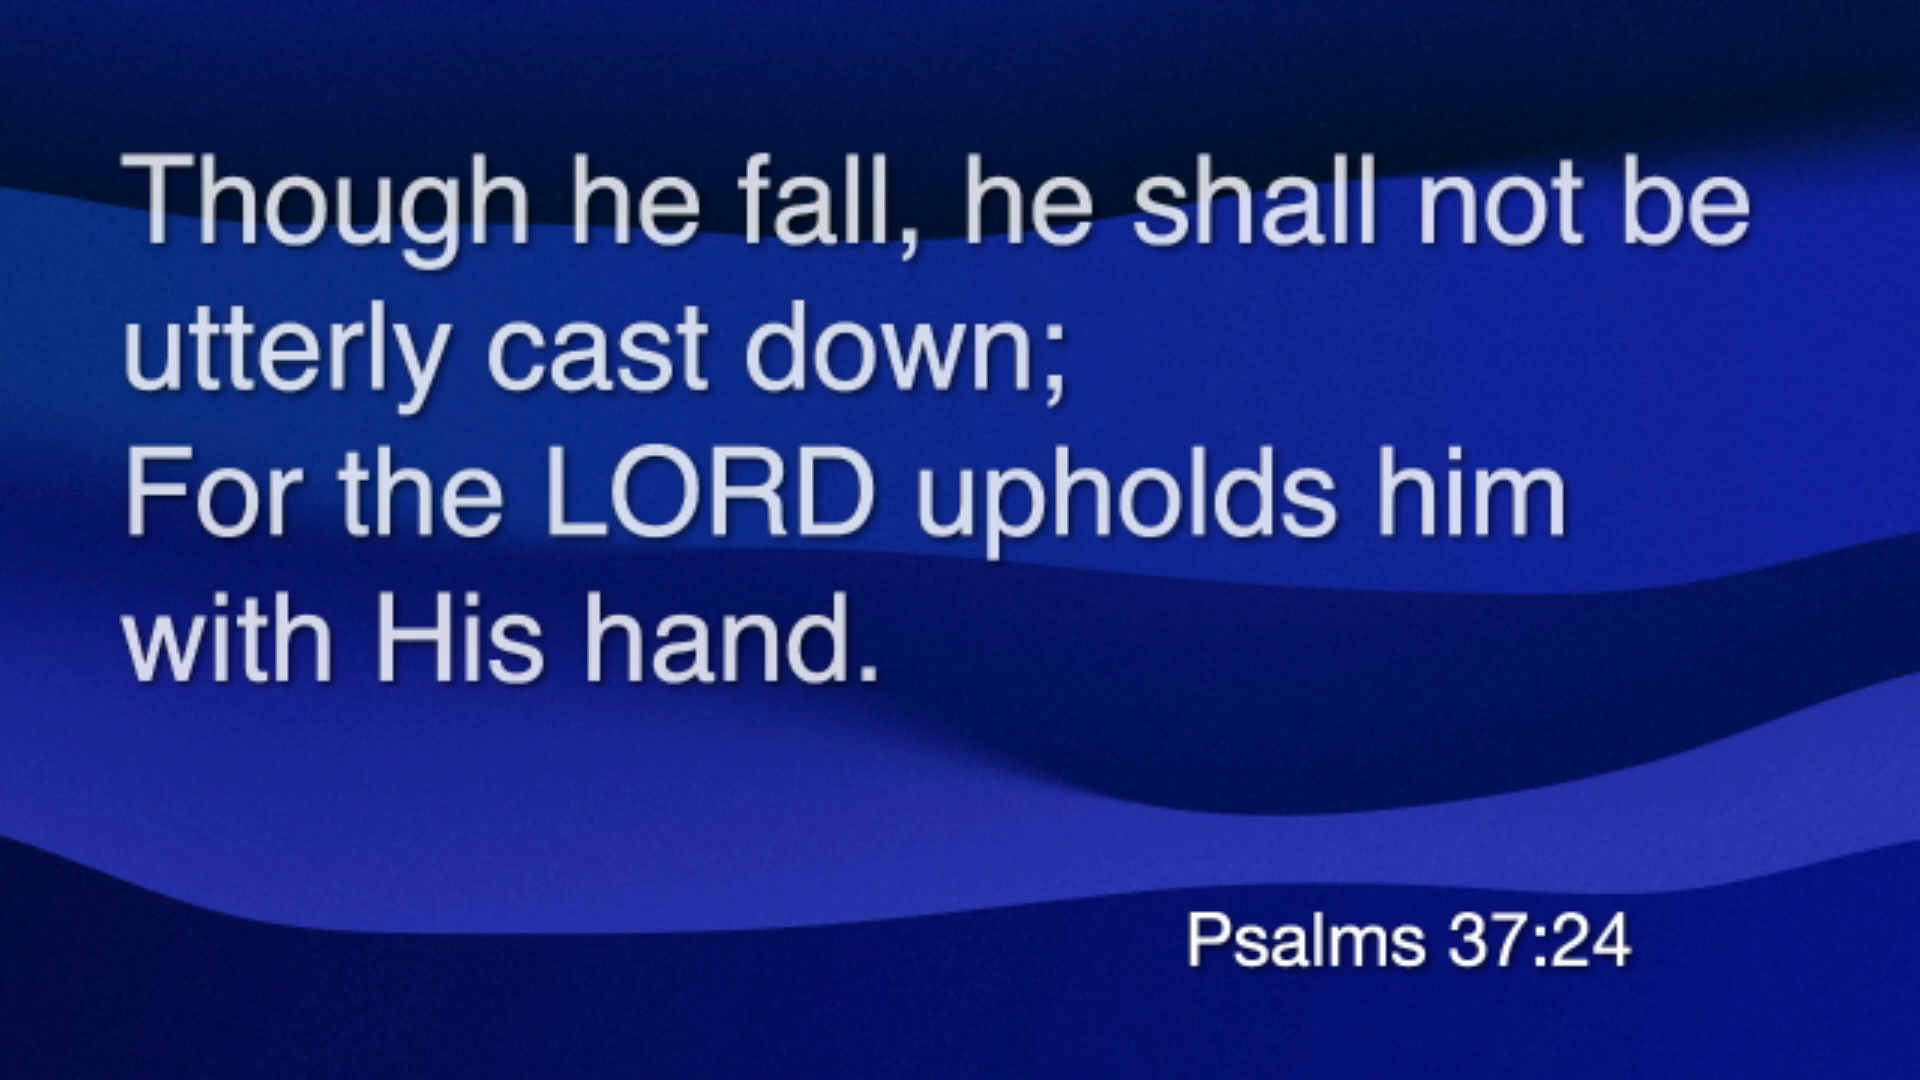 Though he fall, he shall not be
utterly cast down;
For the LORD upholds him
with His hand.
Psalms 37:24